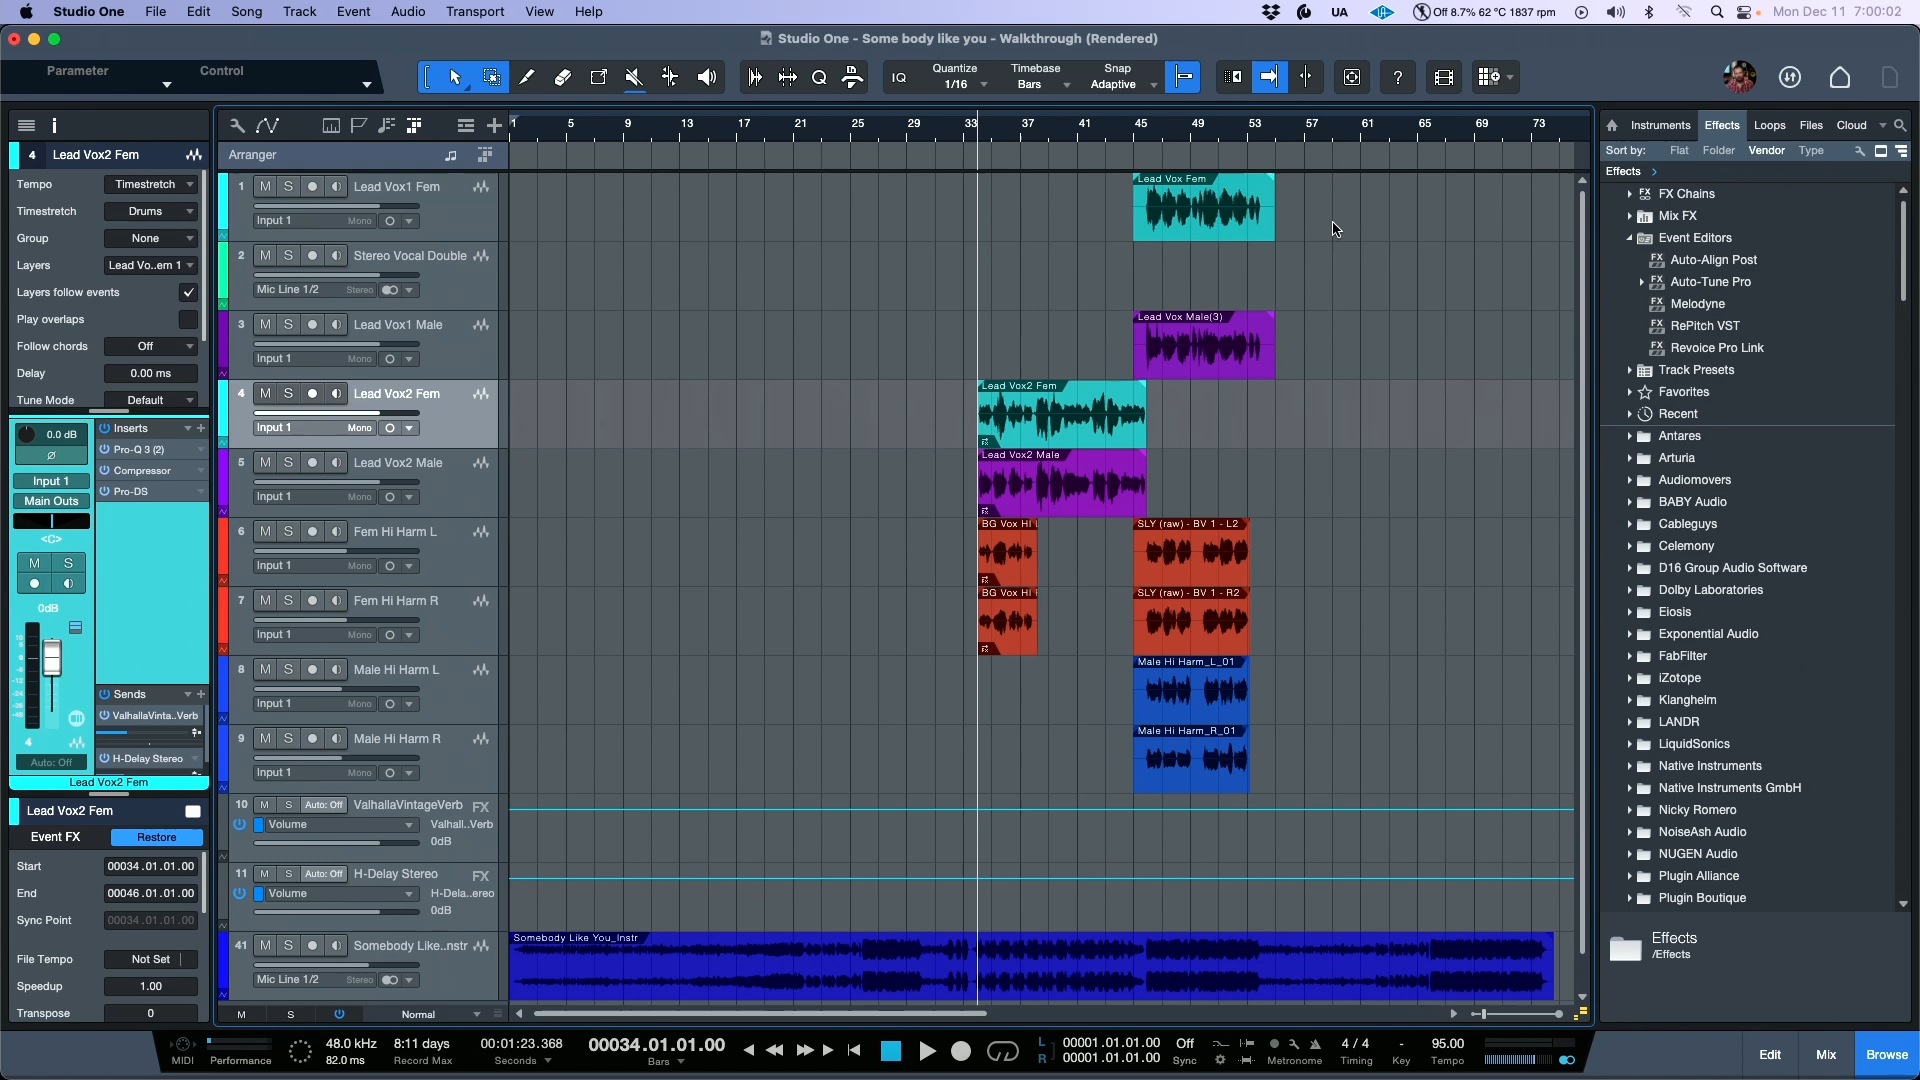 Studio One File Edit Song Track Event Audio Transport View Help
UA Off 8.7% 62 °C 1837 rpm Mon Dec 11 7:00:02
Studio One - Some body like you - Walkthrough (Rendered)
Parameter Control
IQ Quantize 1/16 Timebase Bars Snap Adaptive ?
1 5 9 13 17 21 25 29 33 37 41 45 49 53 57 61 65 69 73
Arranger
4 Lead Vox2 Fem
Tempo Timestretch
Timestretch Drums
Group None
Layers Lead Vo..em 1
Layers follow events
Play overlaps
Follow chords Off
Delay 0.00 ms
Tune Mode Default
0.0 dB
Ø
Input 1
Main Outs
<C>
M S
0dB
4
Auto: Off
Inserts
Pro-Q 3 (2)
Compressor
Pro-DS
Sends
ValhallaVinta..Verb
H-Delay Stereo
Lead Vox2 Fem
Lead Vox2 Fem
Event FX Restore
Start 00034.01.01.00
End 00046.01.01.00
Sync Point 00034.01.01.00
File Tempo Not Set
Speedup 1.00
Transpose 0
1 M S Lead Vox1 Fem
Input 1 Mono
2 M S Stereo Vocal Double
Mic Line 1/2 Stereo
3 M S Lead Vox1 Male
Input 1 Mono
4 M S Lead Vox2 Fem
Input 1 Mono
5 M S Lead Vox2 Male
Input 1 Mono
6 M S Fem Hi Harm L
Input 1 Mono
7 M S Fem Hi Harm R
Input 1 Mono
8 M S Male Hi Harm L
Input 1 Mono
9 M S Male Hi Harm R
Input 1 Mono
10 M S Auto: Off ValhallaVintageVerb FX
Volume Valhall..Verb
0dB
11 M S Auto: Off H-Delay Stereo FX
Volume H-Dela..ereo
0dB
41 M S Somebody Like..nstr
Mic Line 1/2 Stereo
M S Normal
Lead Vox Fem
Lead Vox Male(3)
Lead Vox2 Fem
Lead Vox2 Male
BG Vox HI
SLY (raw) - BV 1 - L2
BG Vox HI
SLY (raw) - BV 1 - R2
Male Hi Harm_L_01
Male Hi Harm_R_01
Somebody Like You_Instr
Instruments Effects Loops Files Cloud
Sort by: Flat Folder Vendor Type
Effects
FX Chains
Mix FX
Event Editors
Auto-Align Post
Auto-Tune Pro
Melodyne
RePitch VST
Revoice Pro Link
Track Presets
Favorites
Recent
Antares
Arturia
Audiomovers
BABY Audio
Cableguys
Celemony
D16 Group Audio Software
Dolby Laboratories
Eiosis
Exponential Audio
FabFilter
iZotope
Klanghelm
LANDR
LiquidSonics
Native Instruments
Native Instruments GmbH
Nicky Romero
NoiseAsh Audio
NUGEN Audio
Plugin Alliance
Plugin Boutique
Effects
/Effects
MIDI Performance
48.0 kHz 8:11 days 00:01:23.368 00034.01.01.00 L 00001.01.01.00 Off 4 / 4 - 95.00
82.0 ms Record Max Seconds Bars R 00001.01.01.00 Sync Metronome Timing Key Tempo
Edit Mix Browse